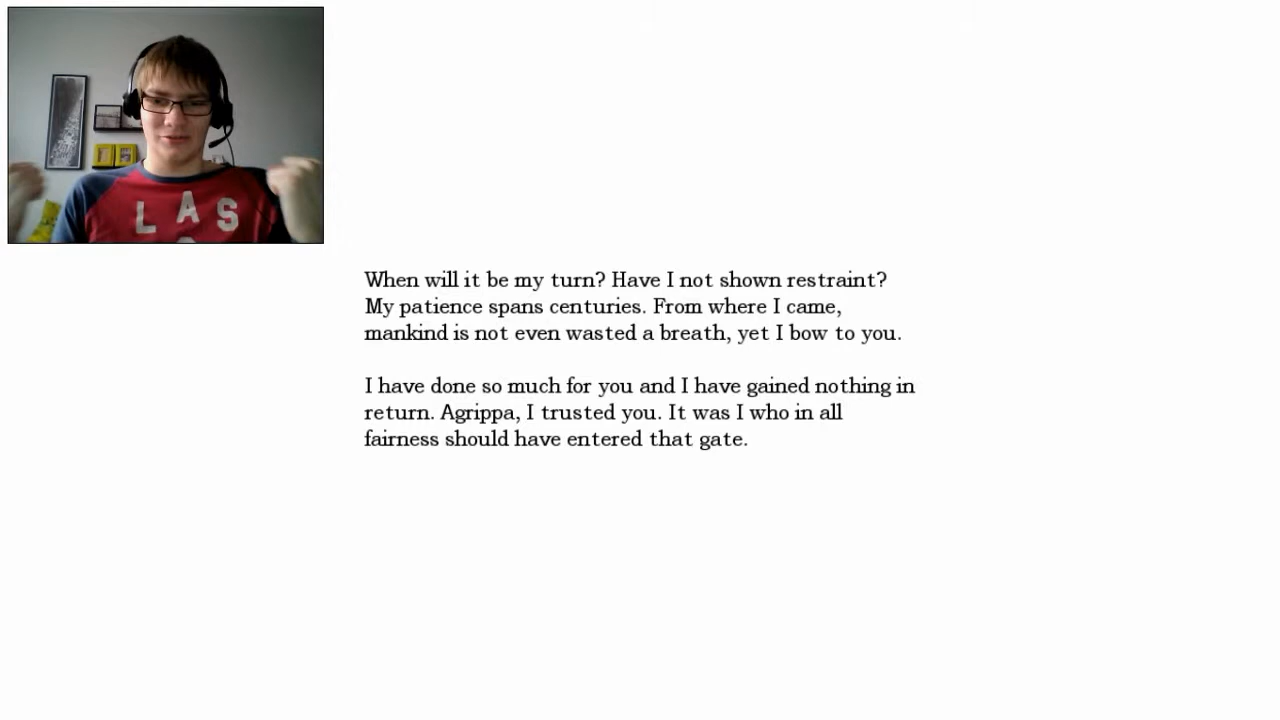 LAS
When will it be my turn? Have I not shown restraint?
My patience spans centuries. From where I came,
mankind is not even wasted a breath, yet I bow to you.
I have done so much for you and I have gained nothing in
return. Agrippa, I trusted you. It was I who in all
fairness should have entered that gate.